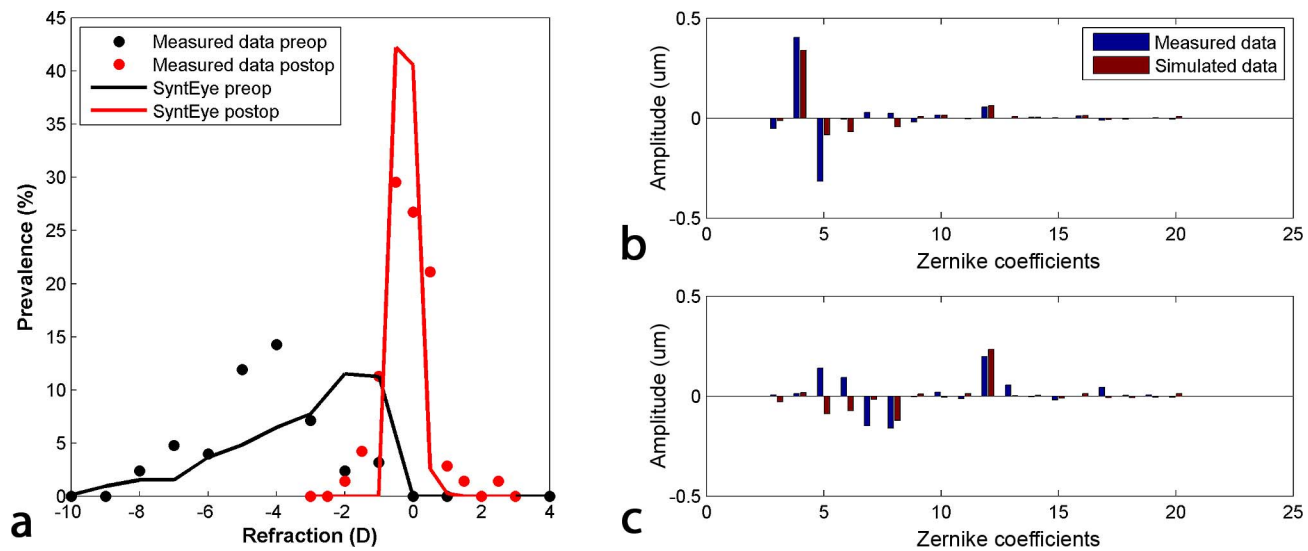 45
40
35
30
25
20
15
10
5
0
Prevalence (%)
Measured data preop
Measured data postop
SyntEye preop
SyntEye postop
-10 -8 -6 -4 -2 0 2 4
Refraction (D)
a
0.5
0
-0.5
Amplitude (um)
Measured data
Simulated data
0 5 10 15 20 25
Zernike coefficients
b
0.5
0
-0.5
Amplitude (um)
0 5 10 15 20 25
Zernike coefficients
c